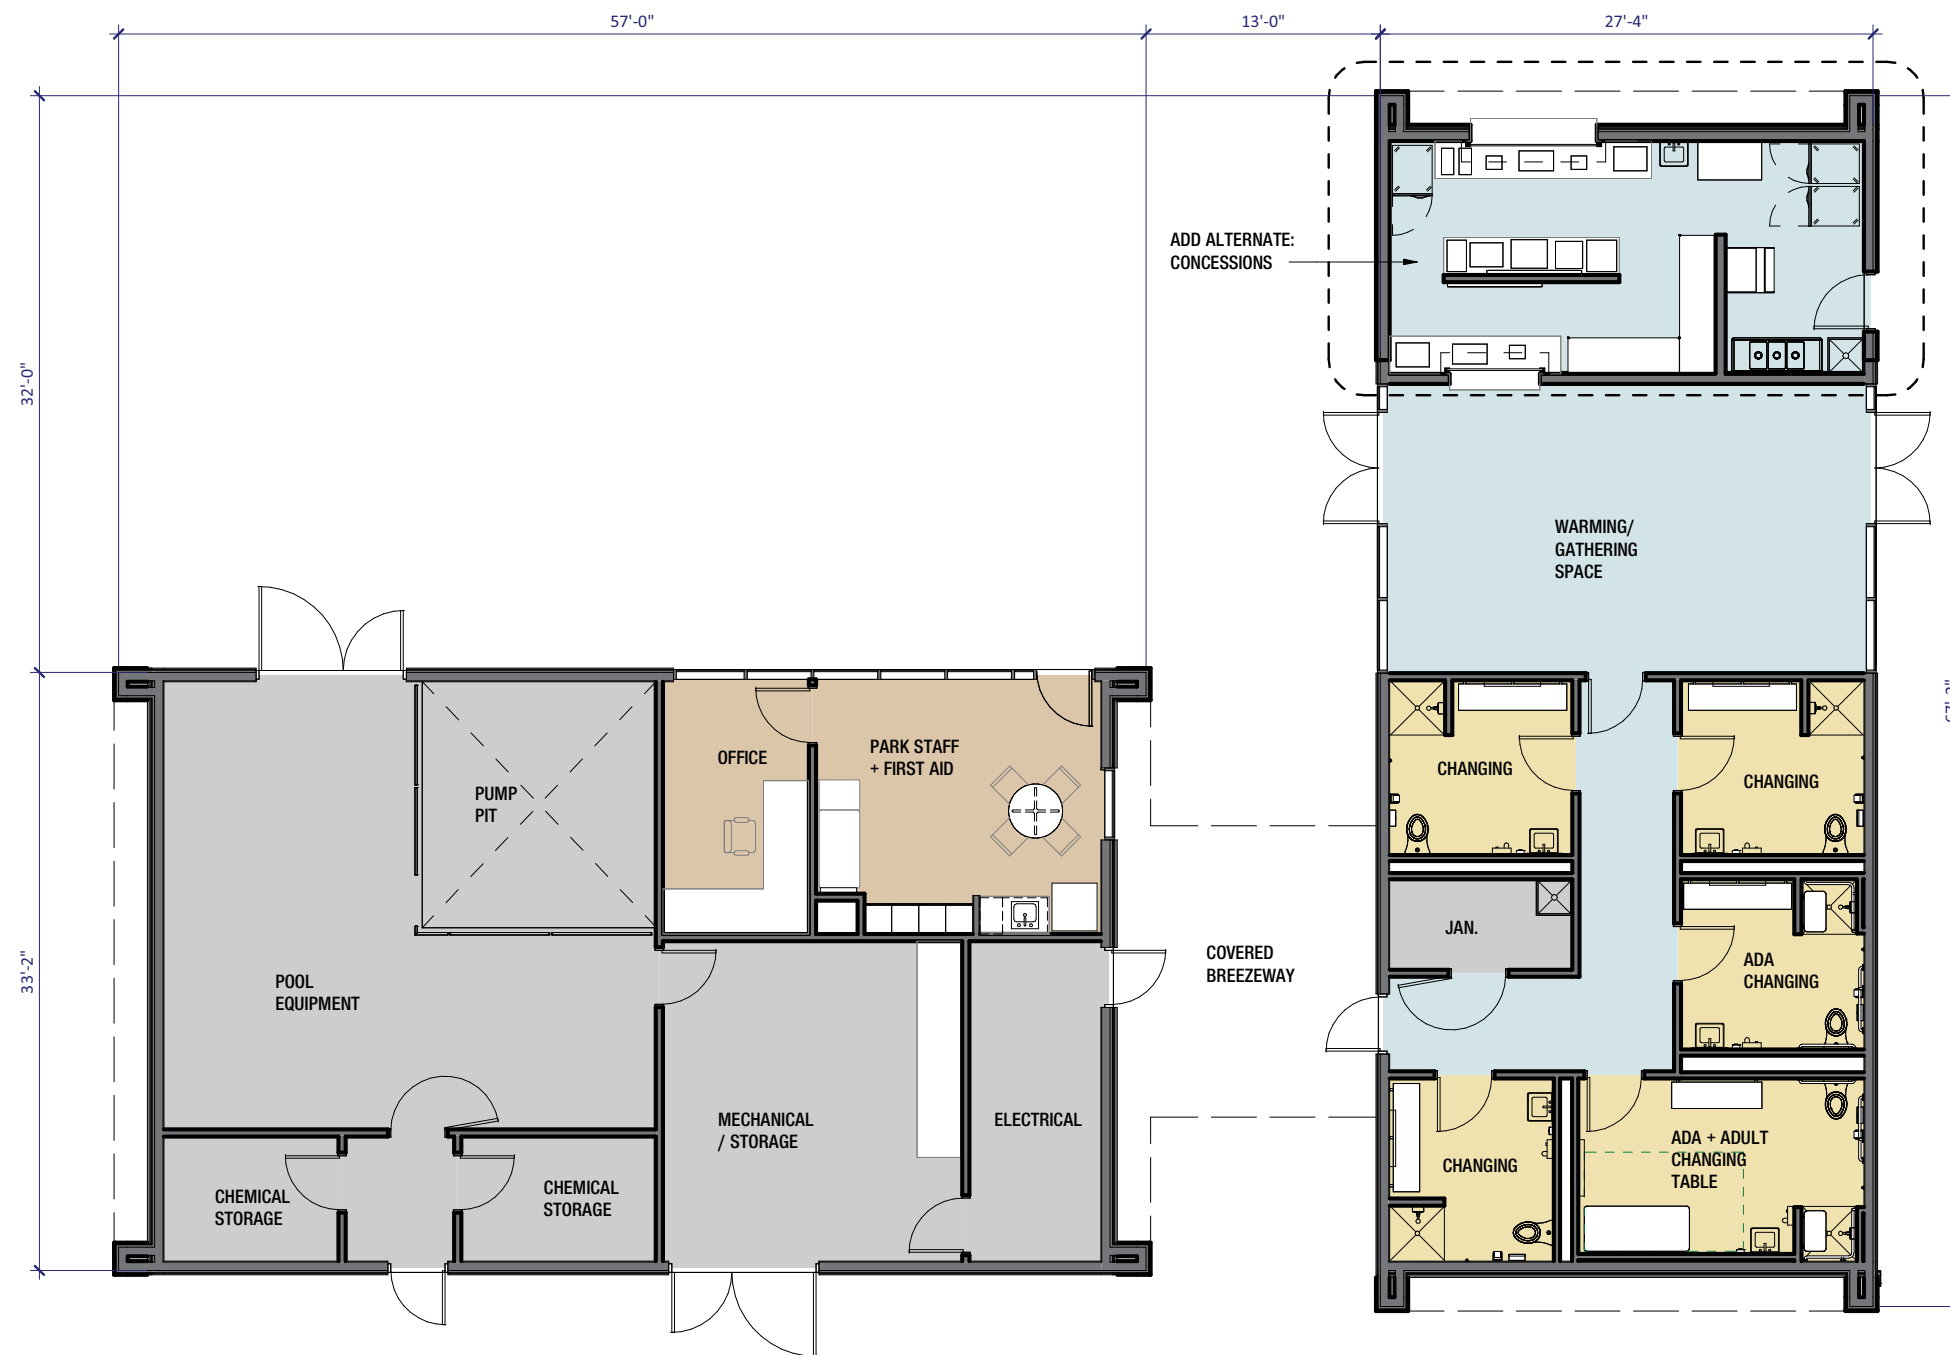 57'-0"
13'-0"
27'-4"
32'-0"
33'-2"
67'-2"
ADD ALTERNATE:
CONCESSIONS
WARMING/
GATHERING
SPACE
OFFICE
PARK STAFF
+ FIRST AID
PUMP
PIT
CHANGING
CHANGING
JAN.
ADA
CHANGING
COVERED
BREEZEWAY
POOL
EQUIPMENT
MECHANICAL
/ STORAGE
ELECTRICAL
CHEMICAL
STORAGE
CHEMICAL
STORAGE
CHANGING
ADA + ADULT
CHANGING
TABLE